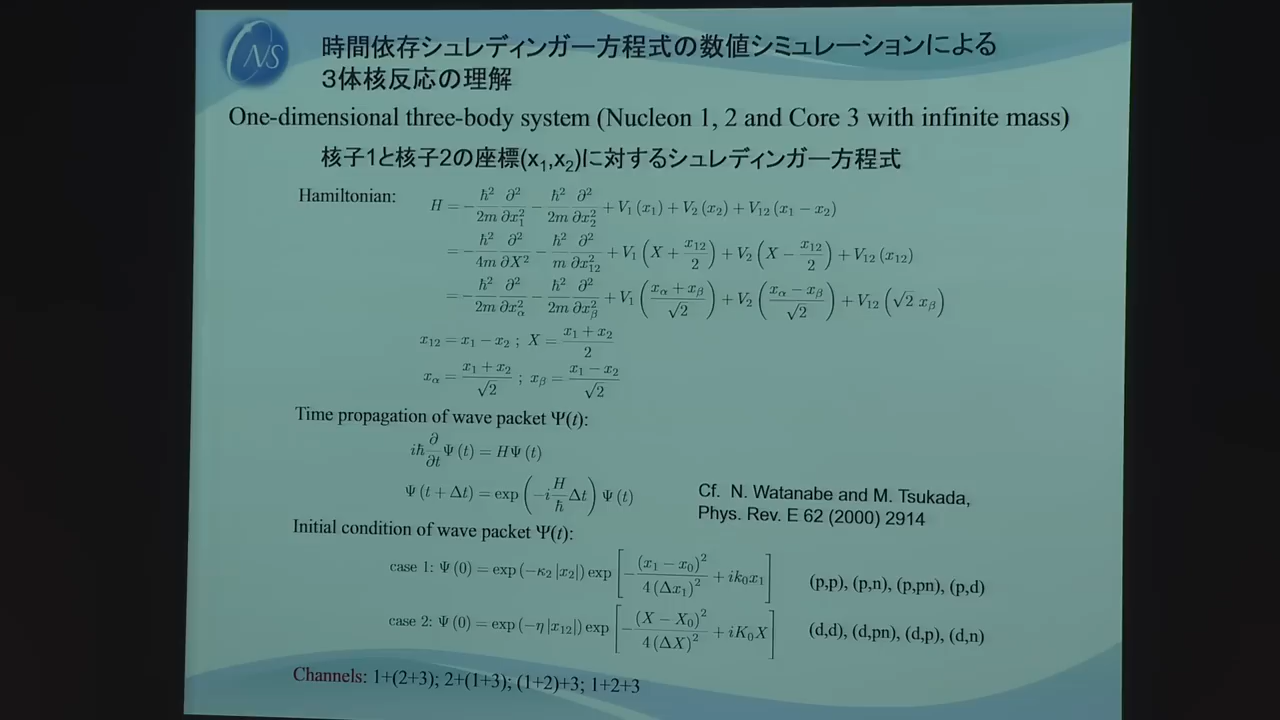 CNS
時間依存シュレディンガー方程式の数値シミュレーションによる
3体核反応の理解
One-dimensional three-body system (Nucleon 1, 2 and Core 3 with infinite mass)
核子1と核子2の座標(x₁,x₂)に対するシュレディンガー方程式
Hamiltonian: H = −ħ²/2m ∂²/∂x₁² − ħ²/2m ∂²/∂x₂² + V₁(x₁) + V₂(x₂) + V₁₂(x₁ − x₂)
= −ħ²/4m ∂²/∂X² − ħ²/m ∂²/∂x₁₂² + V₁(X + x₁₂/2) + V₂(X − x₁₂/2) + V₁₂(x₁₂)
= −ħ²/2m ∂²/∂x_α² − ħ²/2m ∂²/∂x_β² + V₁((x_α + x_β)/√2) + V₂((x_α − x_β)/√2) + V₁₂(√2 x_β)
x₁₂ = x₁ − x₂ ; X = (x₁ + x₂)/2
x_α = (x₁ + x₂)/√2 ; x_β = (x₁ − x₂)/√2
Time propagation of wave packet Ψ(t):
iħ ∂/∂t Ψ(t) = HΨ(t)
Ψ(t + Δt) = exp(−i H/ħ Δt) Ψ(t)
Cf. N. Watanabe and M. Tsukada,
Phys. Rev. E 62 (2000) 2914
Initial condition of wave packet Ψ(t):
case 1: Ψ(0) = exp(−κ₂|x₂|) exp[−(x₁ − x₀)²/4(Δx₁)² + ik₀x₁] (p,p), (p,n), (p,pn), (p,d)
case 2: Ψ(0) = exp(−η|x₁₂|) exp[−(X − X₀)²/4(ΔX)² + iK₀X] (d,d), (d,pn), (d,p), (d,n)
Channels: 1+(2+3); 2+(1+3); (1+2)+3; 1+2+3